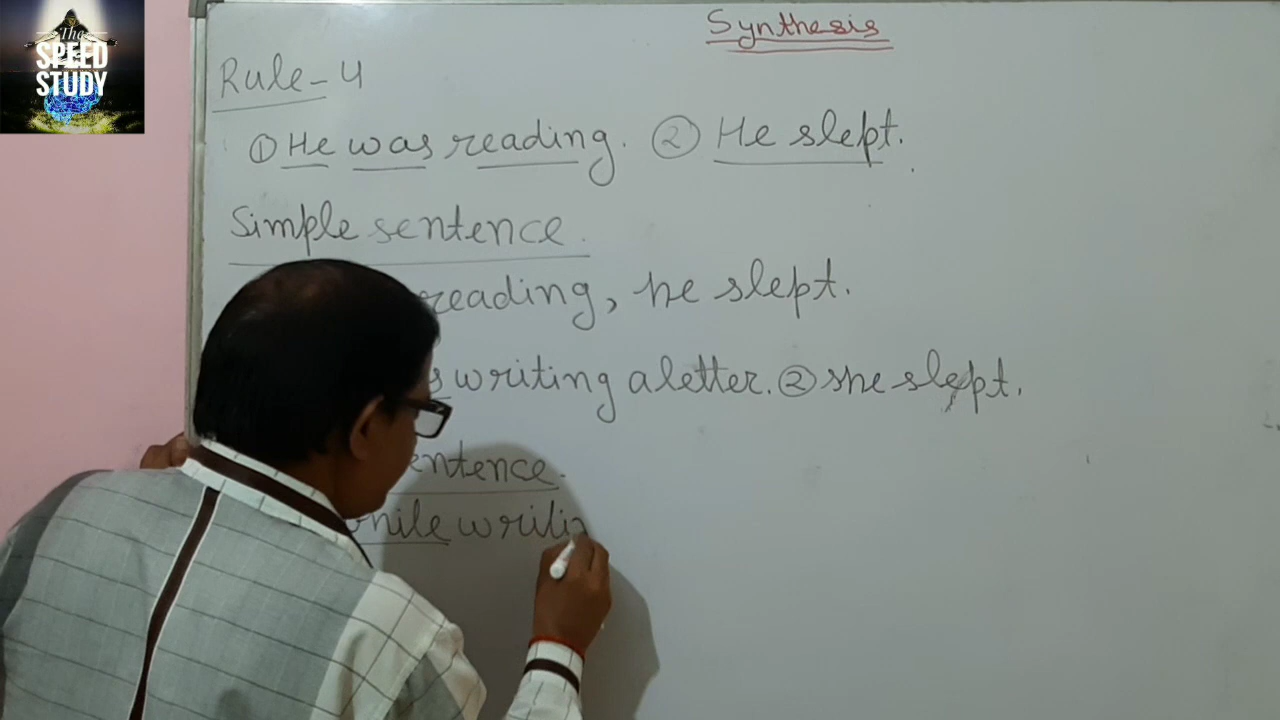 The
SPEED
STUDY
Synthesis
Rule-4
① He was reading. ② He slept.
Simple sentence.
reading, he slept.
writing a letter. ② she slept.
entence.
hile writin